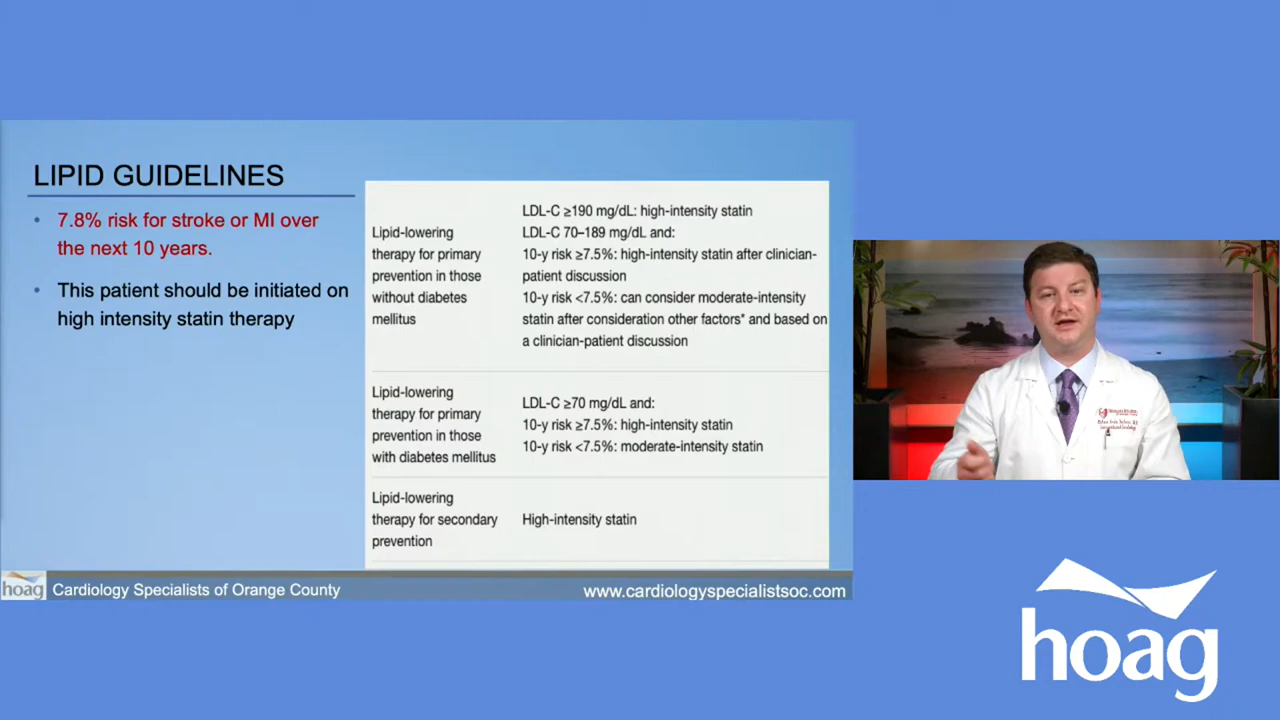 LIPID GUIDELINES
• 7.8% risk for stroke or MI over
the next 10 years.
• This patient should be initiated on
high intensity statin therapy
Lipid-lowering
therapy for primary
prevention in those
without diabetes
mellitus
LDL-C ≥190 mg/dL: high-intensity statin
LDL-C 70–189 mg/dL and:
10-y risk ≥7.5%: high-intensity statin after clinician-
patient discussion
10-y risk <7.5%: can consider moderate-intensity
statin after consideration other factors* and based on
a clinician-patient discussion
Lipid-lowering
therapy for primary
prevention in those
with diabetes mellitus
LDL-C ≥70 mg/dL and:
10-y risk ≥7.5%: high-intensity statin
10-y risk <7.5%: moderate-intensity statin
Lipid-lowering
therapy for secondary
prevention
High-intensity statin
hoag
Cardiology Specialists of Orange County
www.cardiologyspecialistsoc.com
hoag